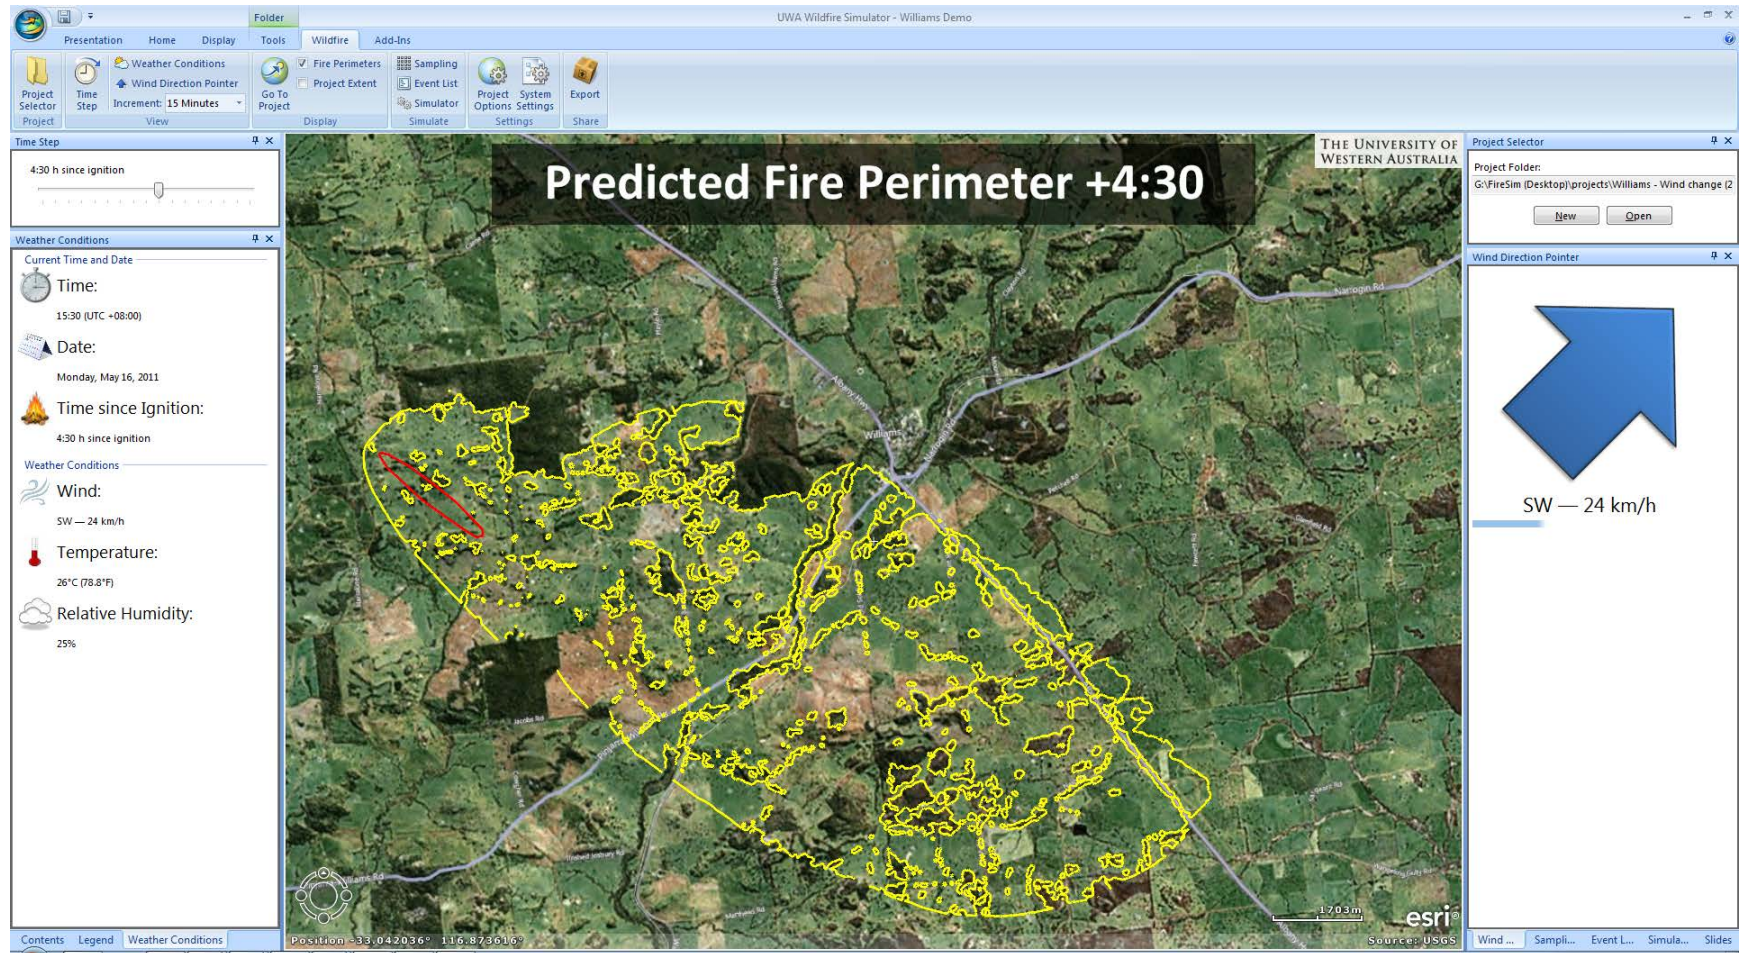 Folder
UWA Wildfire Simulator - Williams Demo
Presentation Home Display Tools Wildfire Add-Ins
Project Selector
Time Step
Weather Conditions
Wind Direction Pointer
Increment: 15 Minutes
Go To Project
Fire Perimeters
Project Extent
Sampling
Event List
Simulator
Project Options
System Settings
Export
Project View Display Simulate Settings Share
Time Step
4:30 h since ignition
Weather Conditions
Current Time and Date
Time:
15:30 (UTC +08:00)
Date:
Monday, May 16, 2011
Time since Ignition:
4:30 h since ignition
Weather Conditions
Wind:
SW — 24 km/h
Temperature:
26°C (78.8°F)
Relative Humidity:
25%
Contents Legend Weather Conditions
Predicted Fire Perimeter +4:30
THE UNIVERSITY OF
WESTERN AUSTRALIA
Narrogin Rd
Albany Hwy
Williams
Narrogin Rd
Williams Rd
1703m
esri
Position -33.042036° 116.873616°
Source: USGS
Project Selector
Project Folder:
G:\FireSim (Desktop)\projects\Williams - Wind change (2
New Open
Wind Direction Pointer
SW — 24 km/h
Wind ... Sampli... Event L... Simula... Slides